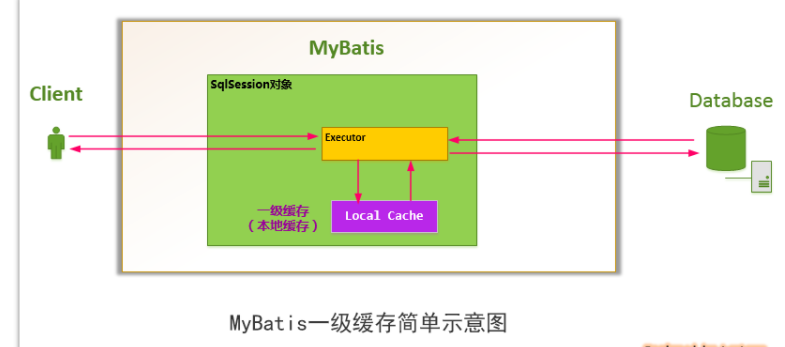 MyBatis
Client
SqlSession对象
Database
Executor
一级缓存
(本地缓存)
Local Cache
MyBatis一级缓存简单示意图